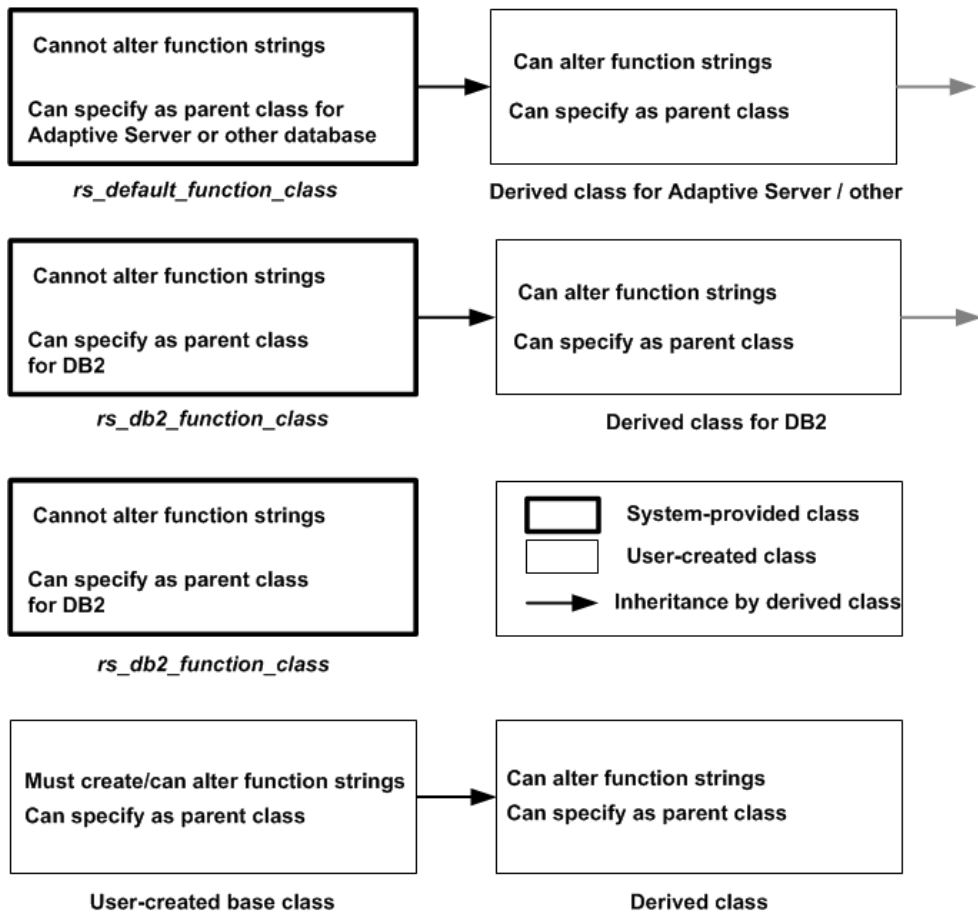 Cannot alter function strings
Can specify as parent class for
Adaptive Server or other database
rs_default_function_class
Can alter function strings
Can specify as parent class
Derived class for Adaptive Server / other
Cannot alter function strings
Can specify as parent class
for DB2
rs_db2_function_class
Can alter function strings
Can specify as parent class
Derived class for DB2
Cannot alter function strings
Can specify as parent class
for DB2
rs_db2_function_class
System-provided class
User-created class
Inheritance by derived class
Must create/can alter function strings
Can specify as parent class
User-created base class
Can alter function strings
Can specify as parent class
Derived class